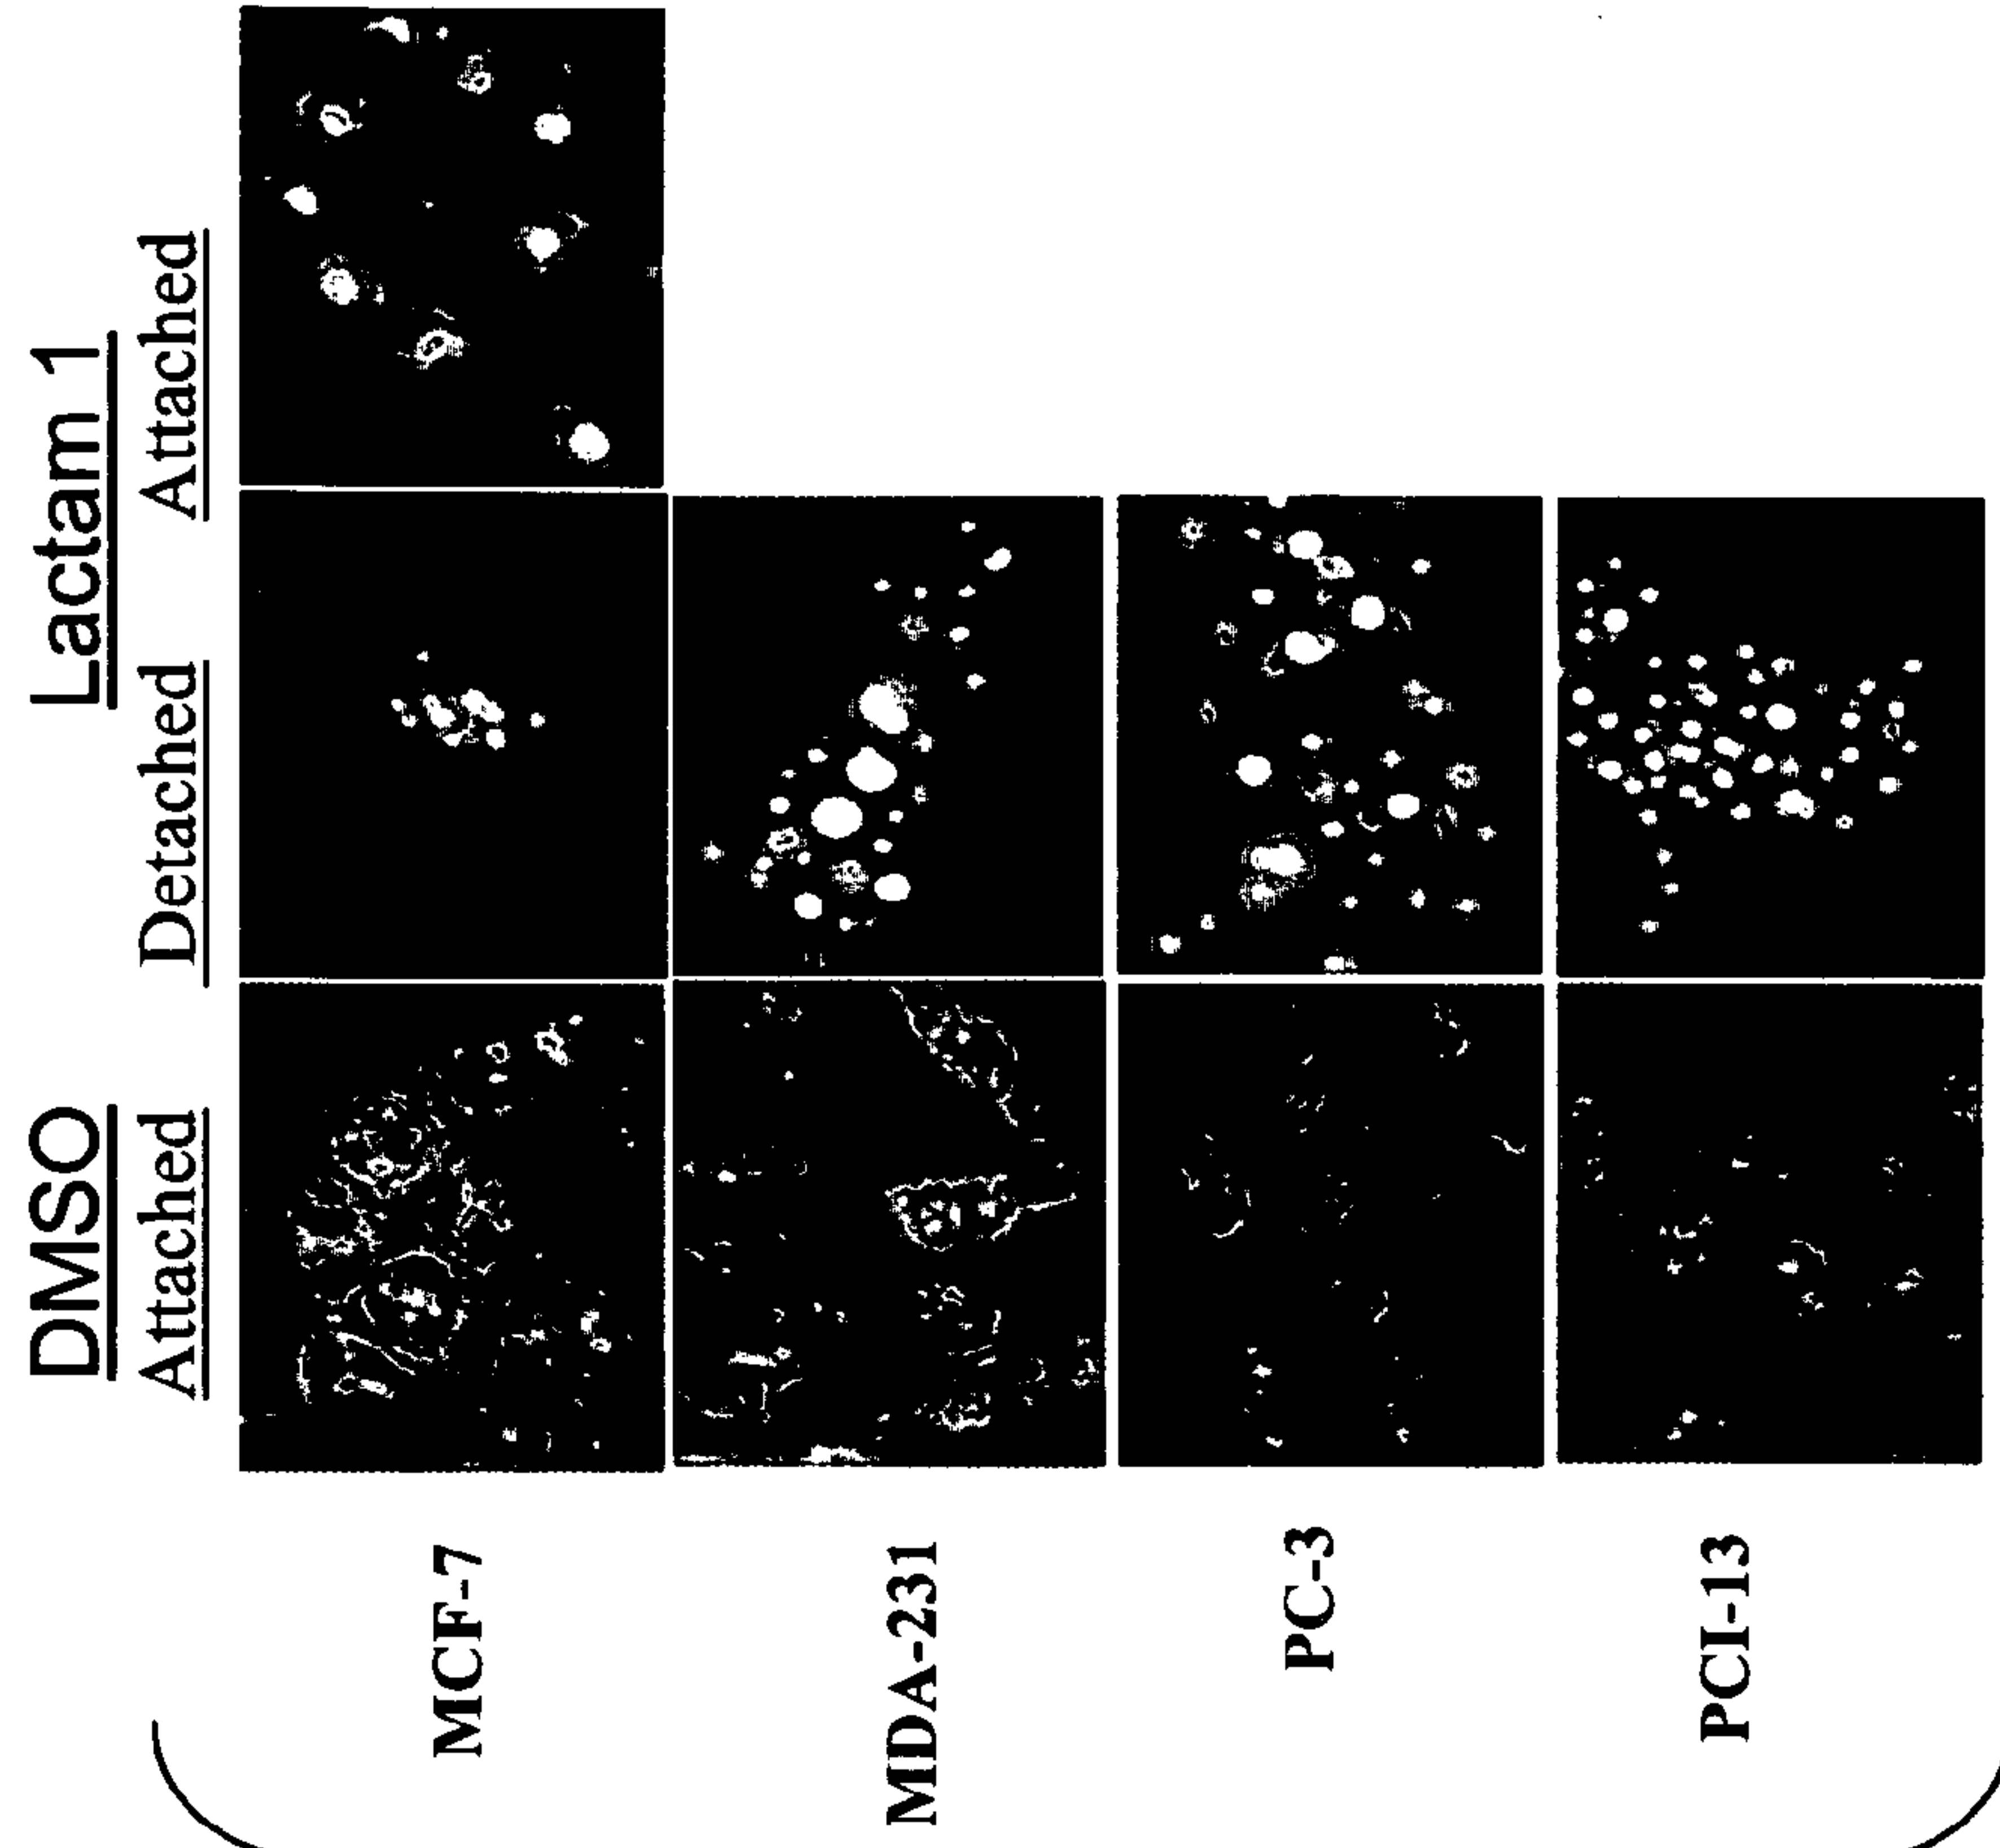 DMSO Lactam 1
Attached Detached Attached
MCF-7
MDA-231
PC-3
PCI-13